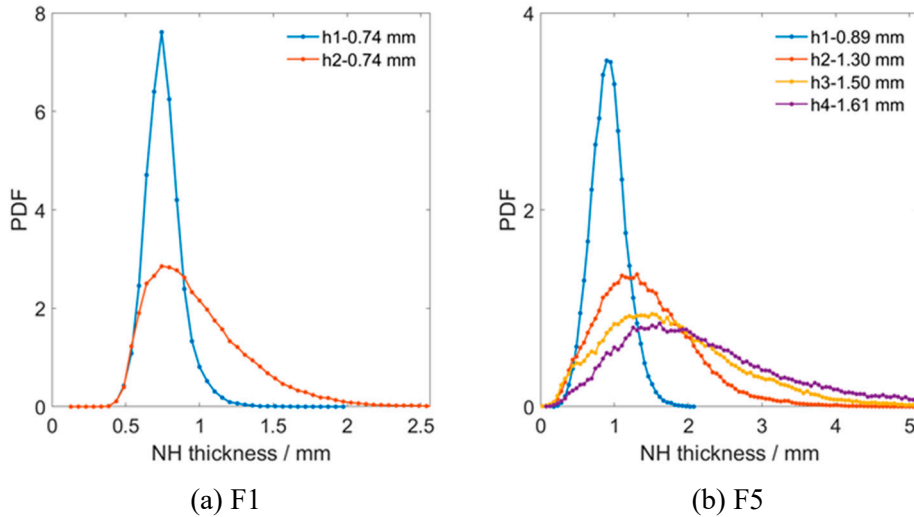 8
6
4
2
0
PDF
0
0.5
1
1.5
2
2.5
NH thickness / mm
h1-0.74 mm
h2-0.74 mm
(a) F1
4
2
0
PDF
0
1
2
3
4
5
NH thickness / mm
h1-0.89 mm
h2-1.30 mm
h3-1.50 mm
h4-1.61 mm
(b) F5